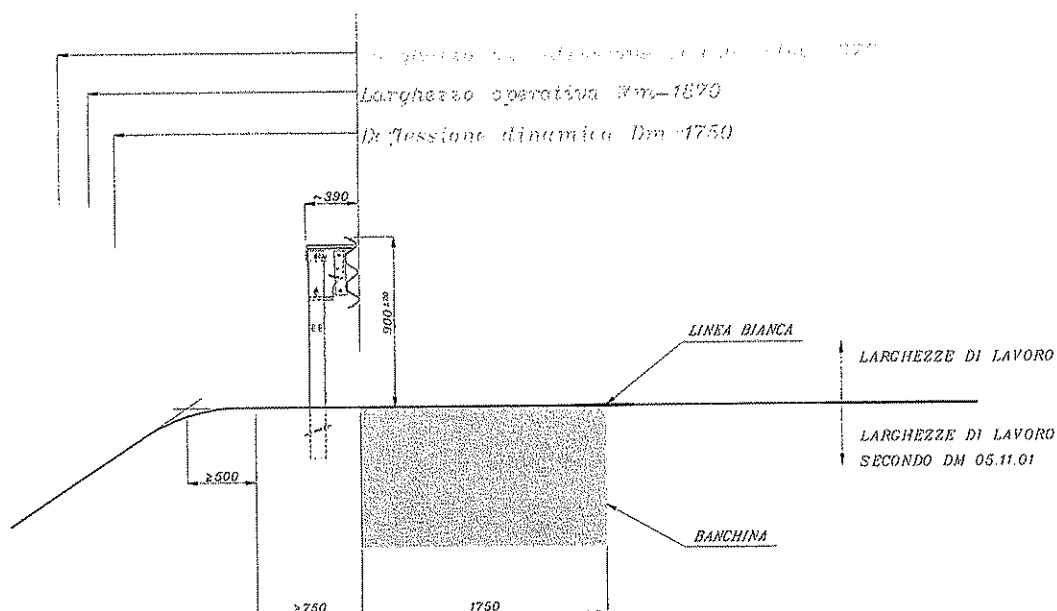 Larghezza operativa Wm=1870
Deflessione dinamica Dm 1750
~390
900±20
LINEA BIANCA
LARGHEZZE DI LAVORO
LARGHEZZE DI LAVORO
SECONDO DM 05.11.01
≥500
BANCHINA
≥750
1750